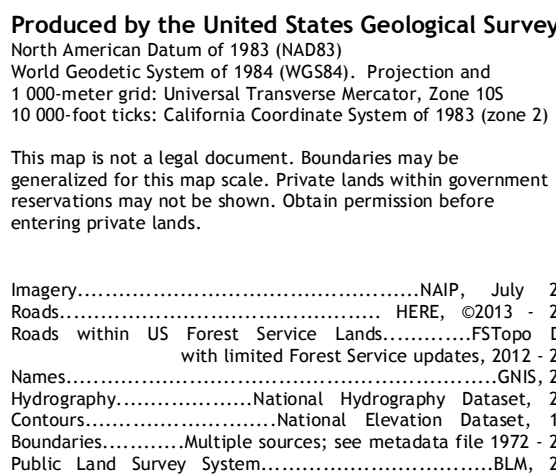 Produced by the United States Geological Survey
North American Datum of 1983 (NAD83)
World Geodetic System of 1984 (WGS84). Projection and
1 000-meter grid: Universal Transverse Mercator, Zone 10S
10 000-foot ticks: California Coordinate System of 1983 (zone 2)
This map is not a legal document. Boundaries may be
generalized for this map scale. Private lands within government
reservations may not be shown. Obtain permission before
entering private lands.
Imagery..............................................NAIP, July
Roads........................................... HERE, ©2013 -
Roads within US Forest Service Lands.............FSTopo
with limited Forest Service updates, 2012 -
Names..........................................................GNIS,
Hydrography..................National Hydrography Dataset,
Contours..........................National Elevation Dataset,
Boundaries............Multiple sources; see metadata file 1972 -
Public Land Survey System.................................BLM,